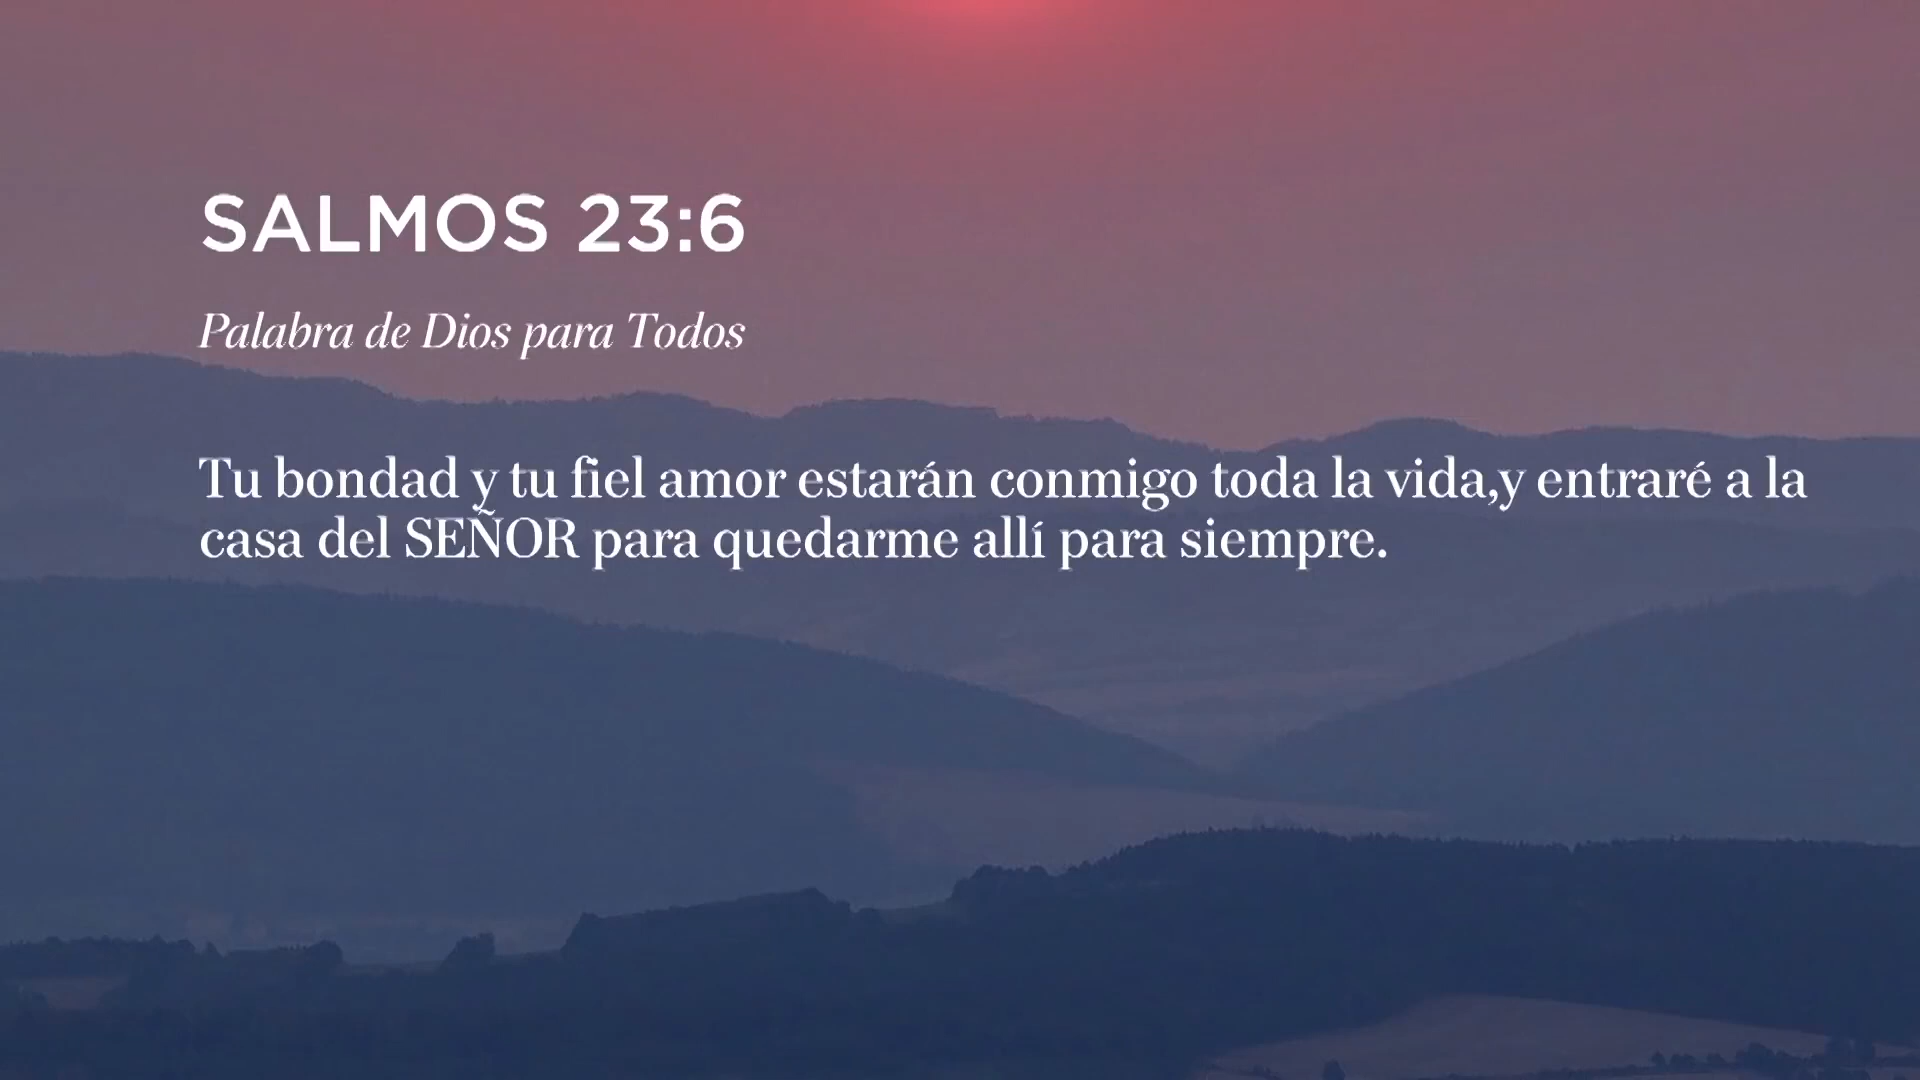 SALMOS 23:6
Palabra de Dios para Todos
Tu bondad y tu fiel amor estarán conmigo toda la vida,y entraré a la
casa del SEÑOR para quedarme allí para siempre.